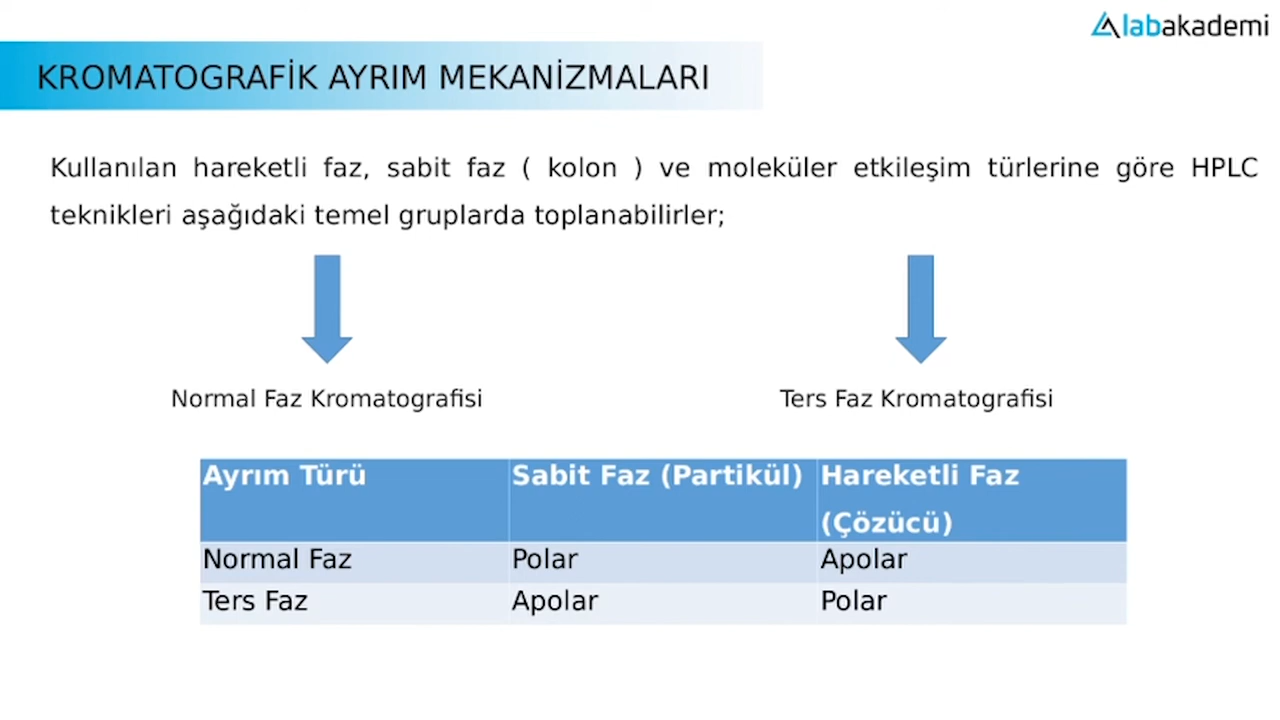 labakademi
KROMATOGRAFİK AYRIM MEKANİZMALARI
Kullanılan hareketli faz, sabit faz ( kolon ) ve moleküler etkileşim türlerine göre HPLC
teknikleri aşağıdaki temel gruplarda toplanabilirler;
Normal Faz Kromatografisi
Ters Faz Kromatografisi
Ayrım Türü
Sabit Faz (Partikül)
Hareketli Faz
(Çözücü)
Normal Faz
Polar
Apolar
Ters Faz
Apolar
Polar